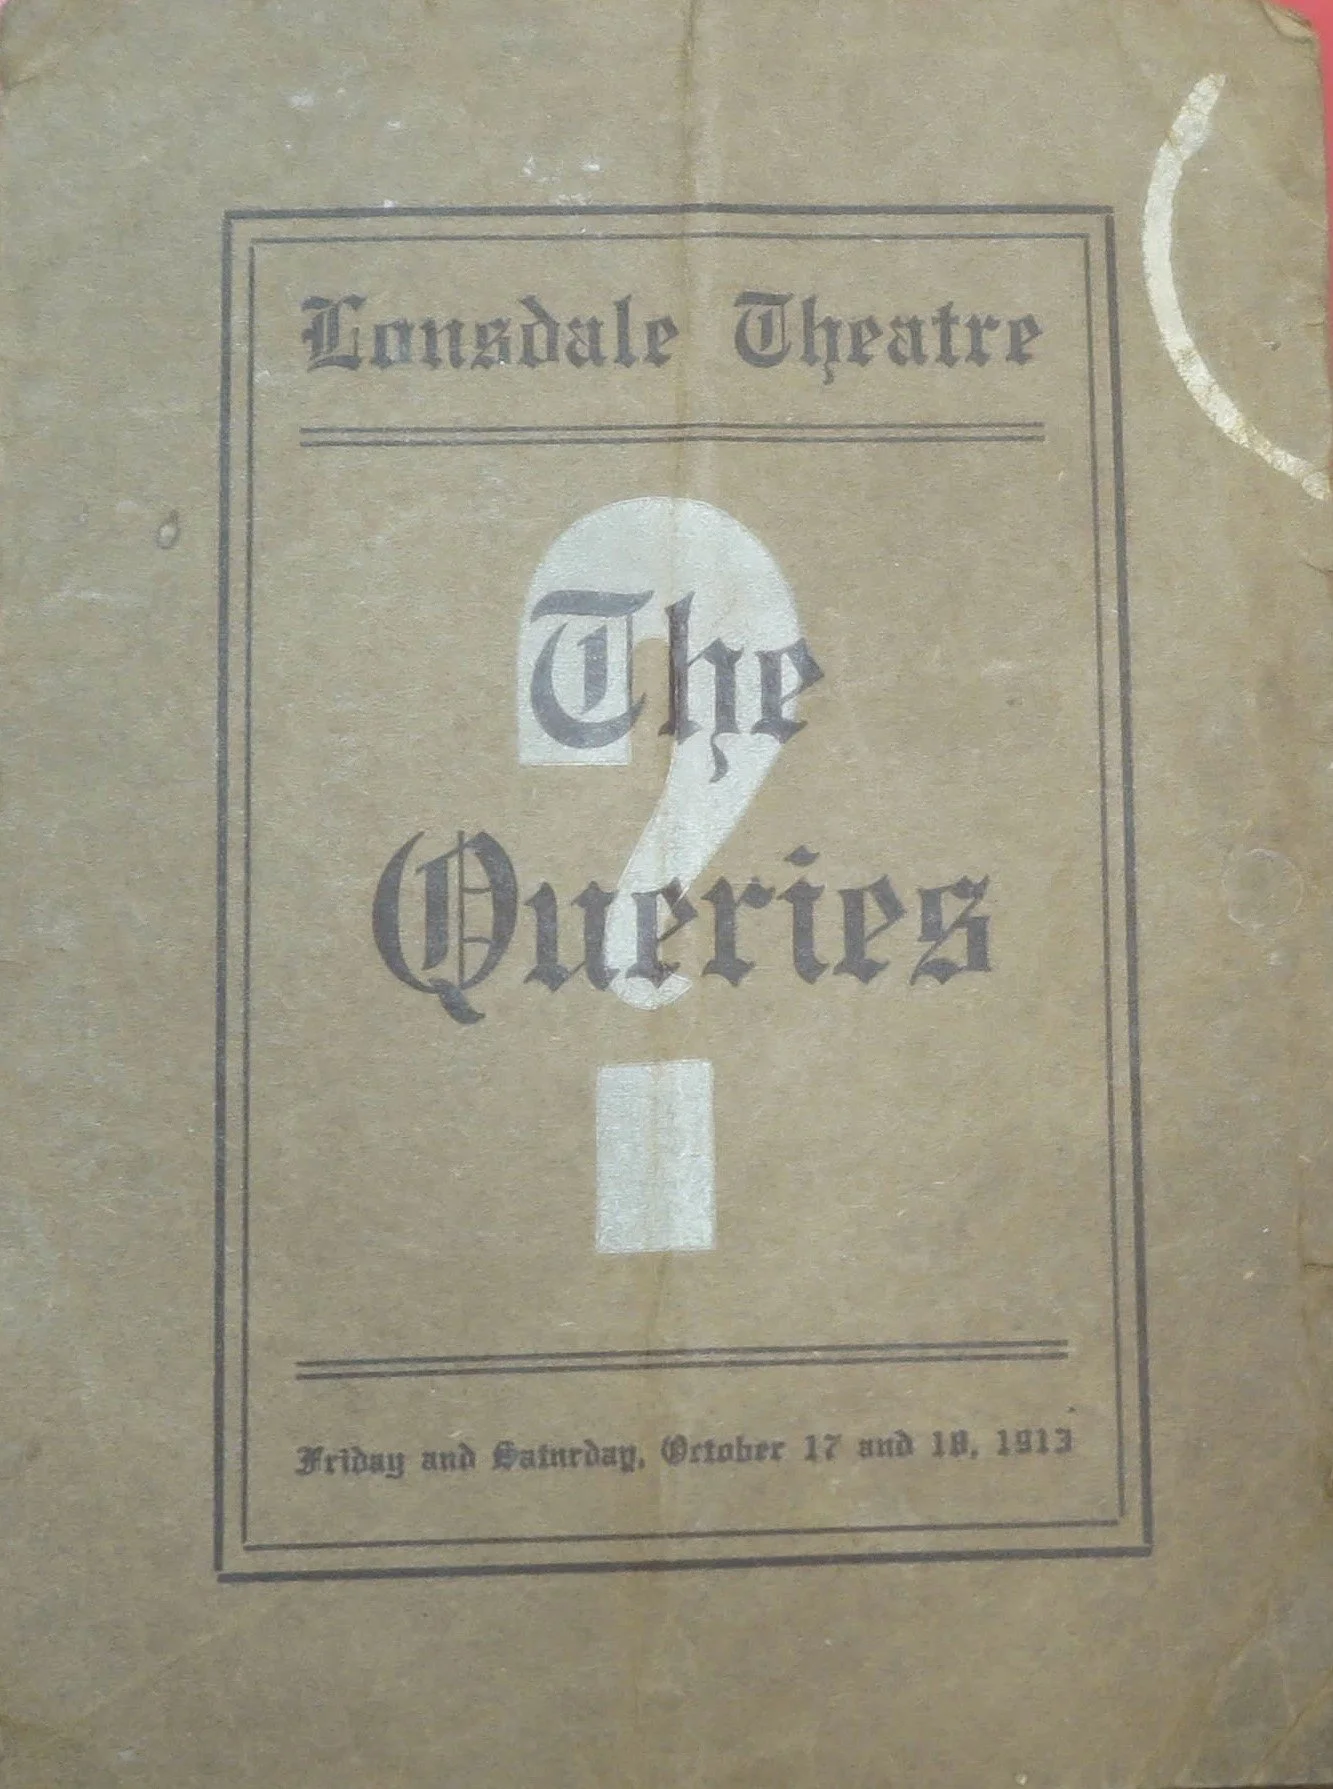 Lonsdale Theatre
?
The
Queries
Friday and Saturday, October 17 and 18, 1913